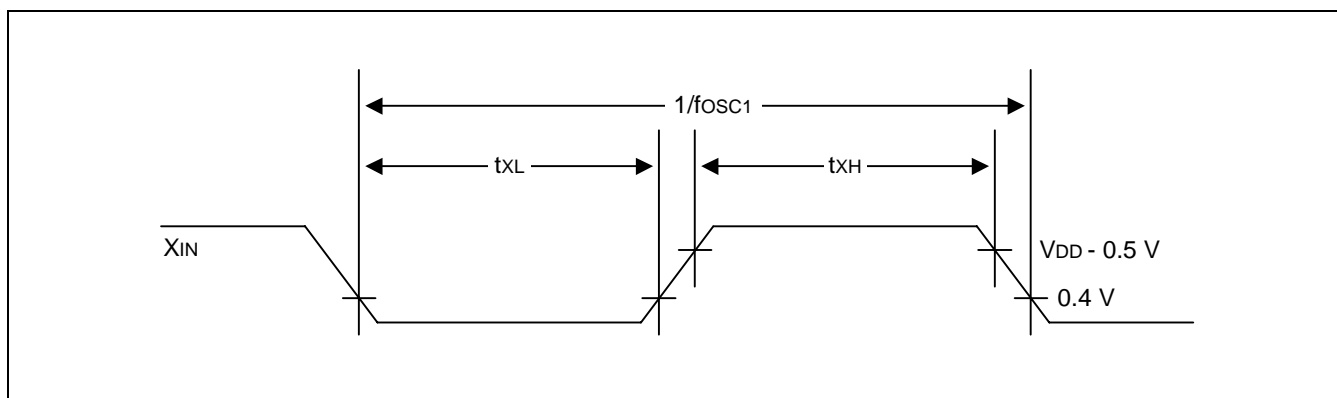 1/fOSC1
tXL
tXH
XIN
VDD - 0.5 V
0.4 V